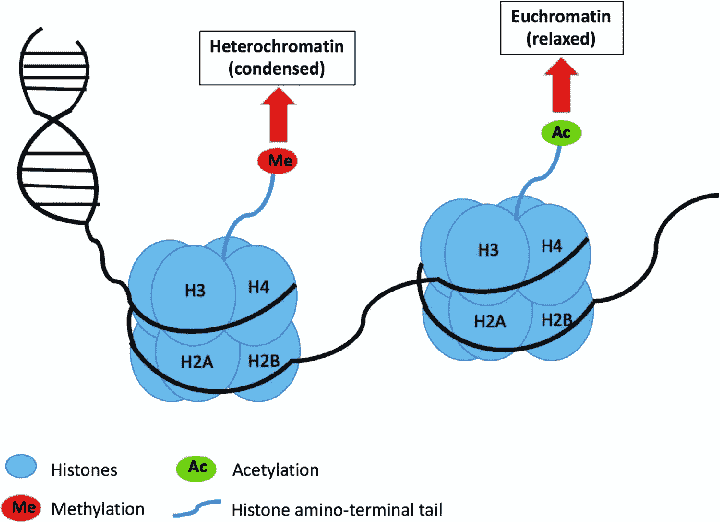 Heterochromatin
(condensed)
Euchromatin
(relaxed)
Me
Ac
H3
H4
H2A
H2B
H3
H4
H2A
H2B
Histones
Ac Acetylation
Me Methylation
Histone amino-terminal tail